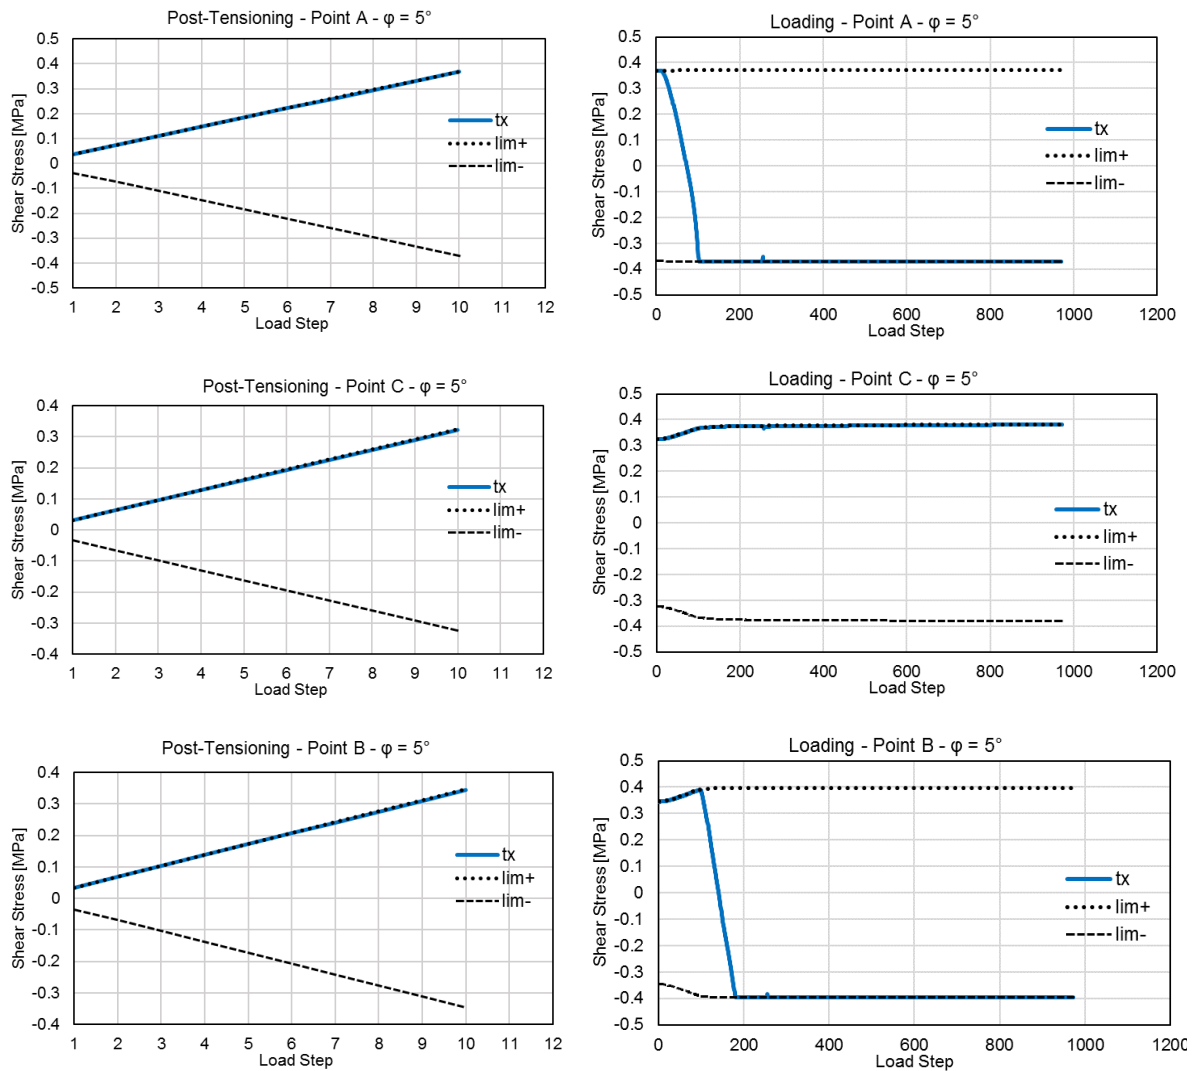 Post-Tensioning - Point A - φ = 5°
Shear Stress [MPa]
0.5
0.4
0.3
0.2
0.1
0
-0.1
-0.2
-0.3
-0.4
-0.5
tx
lim+
lim-
1 2 3 4 5 6 7 8 9 10 11 12
Load Step
Loading - Point A - φ = 5°
Shear Stress [MPa]
0.5
0.4
0.3
0.2
0.1
0
-0.1
-0.2
-0.3
-0.4
-0.5
tx
lim+
lim-
0 200 400 600 800 1000 1200
Load Step
Post-Tensioning - Point C - φ = 5°
Shear Stress [MPa]
0.4
0.3
0.2
0.1
0
-0.1
-0.2
-0.3
-0.4
tx
lim+
lim-
1 2 3 4 5 6 7 8 9 10 11 12
Load Step
Loading - Point C - φ = 5°
Shear Stress [MPa]
0.5
0.4
0.3
0.2
0.1
0
-0.1
-0.2
-0.3
-0.4
-0.5
tx
lim+
lim-
0 200 400 600 800 1000 1200
Load Step
Post-Tensioning - Point B - φ = 5°
Shear Stress [MPa]
0.4
0.3
0.2
0.1
0
-0.1
-0.2
-0.3
-0.4
tx
lim+
lim-
1 2 3 4 5 6 7 8 9 10 11 12
Load Step
Loading - Point B - φ = 5°
Shear Stress [MPa]
0.5
0.4
0.3
0.2
0.1
0
-0.1
-0.2
-0.3
-0.4
-0.5
tx
lim+
lim-
0 200 400 600 800 1000 1200
Load Step